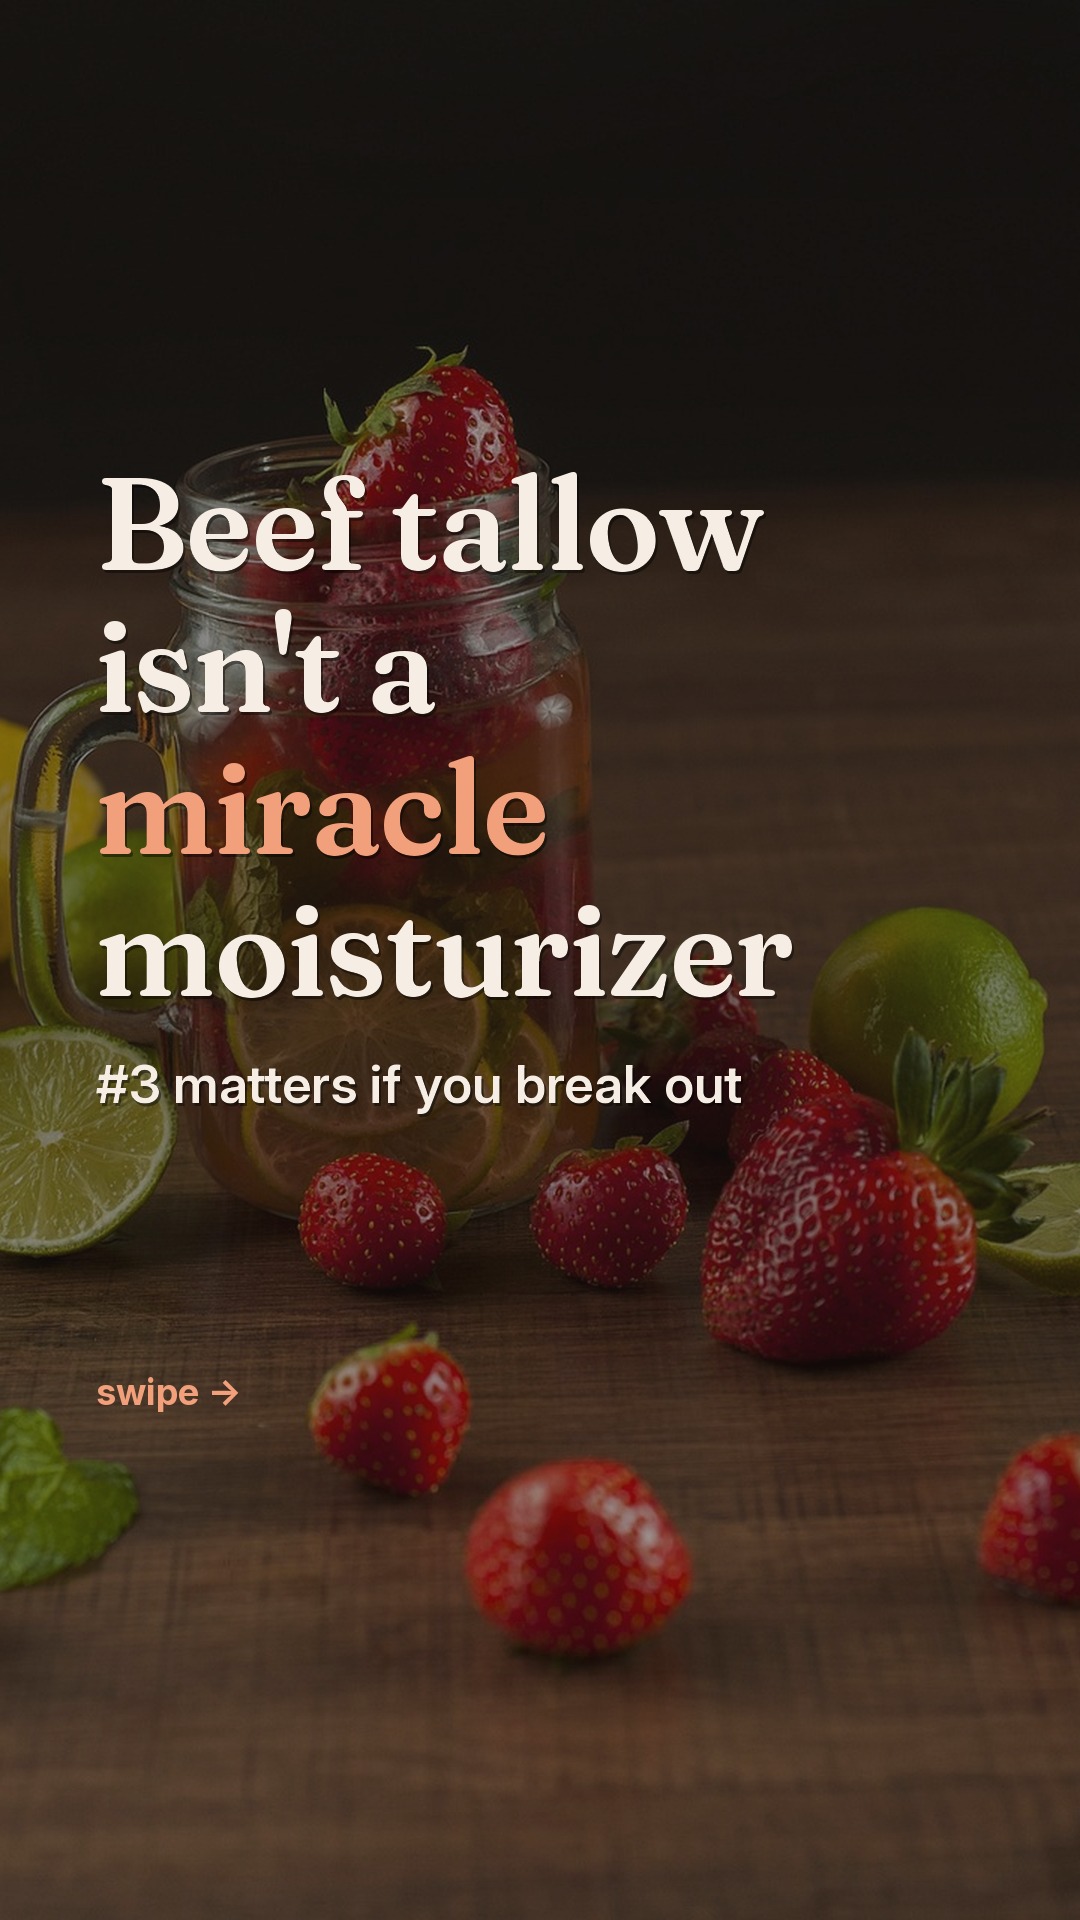 Beef tallow
isn't a
miracle
moisturizer
#3 matters if you break out
swipe →